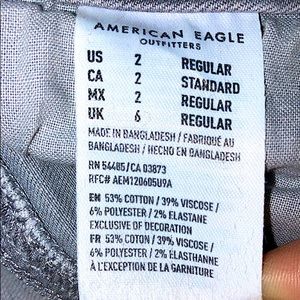 AMERICAN EAGLE
OUTFITTERS
US 2 REGULAR
CA 2 STANDARD
MX 2 REGULAR
UK 6 REGULAR
MADE IN BANGLADESH / FABRIQUÉ AU
BANGLADESH / HECHO EN BANGLADESH
RN 54485/CA 03873
RFC# AEM120605U9A
EN 53% COTTON / 39% VISCOSE /
6% POLYESTER / 2% ELASTANE
EXCLUSIVE OF DECORATION
FR 53% COTON / 39% VISCOSE /
6% POLYESTER / 2% ÉLASTHANNE
À L'EXCEPTION DE LA GARNITURE